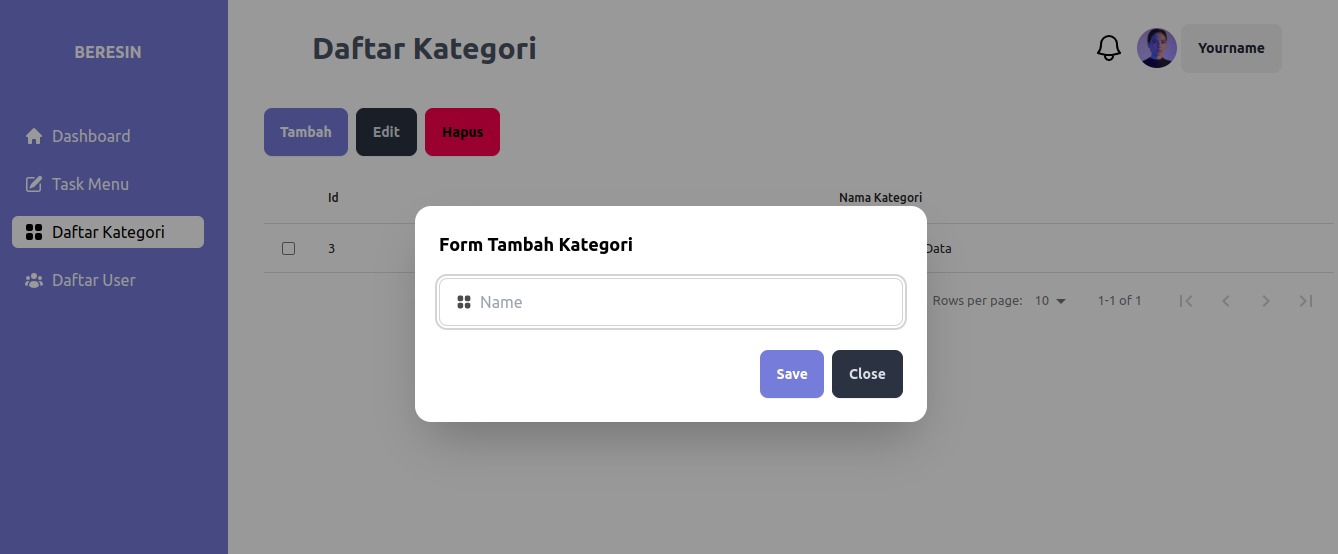 BERESIN
Dashboard
Task Menu
Daftar Kategori
Daftar User
Daftar Kategori
Yourname
Tambah Edit Hapus
Id Nama Kategori
3 Data
Form Tambah Kategori
Name
Save Close
Rows per page: 10 1-1 of 1